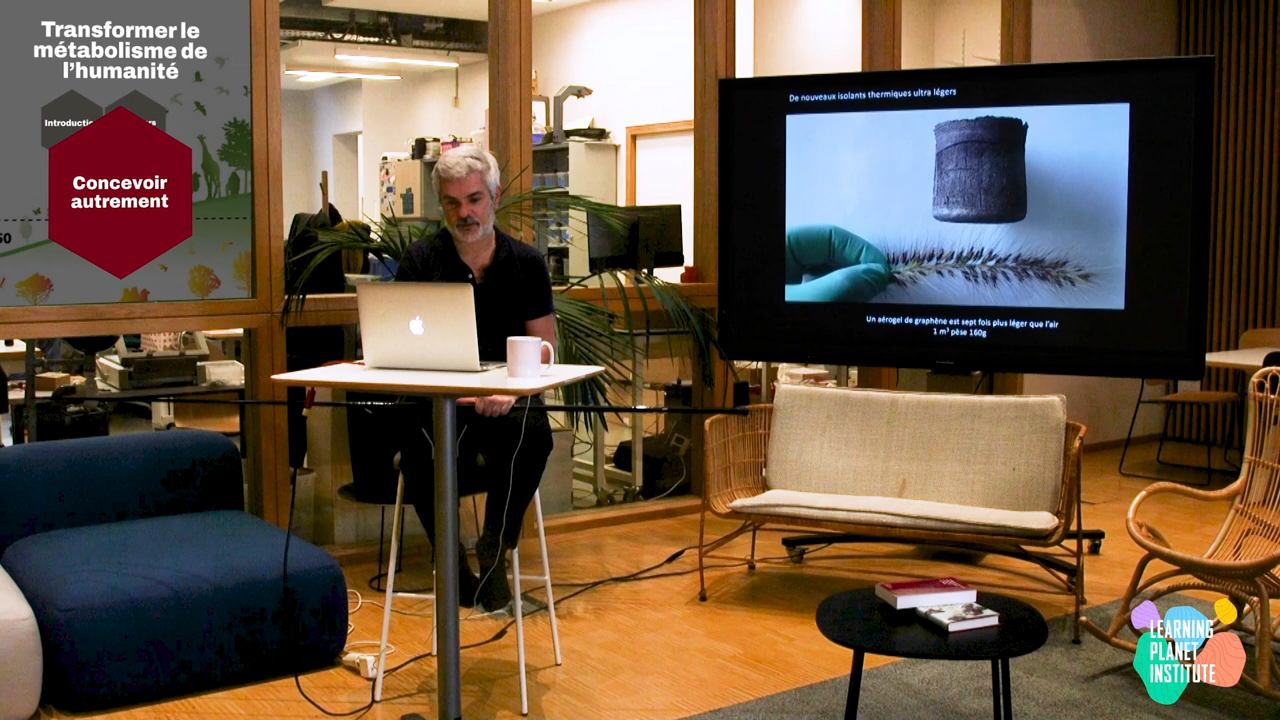 Transformer le
métabolisme de
l'humanité
Concevoir
autrement
50
De nouveaux isolants thermiques ultra légers
Un aérogel de graphène est sept fois plus léger que l'air
1 m³ pèse 160g
LEARNING
PLANET
INSTITUTE